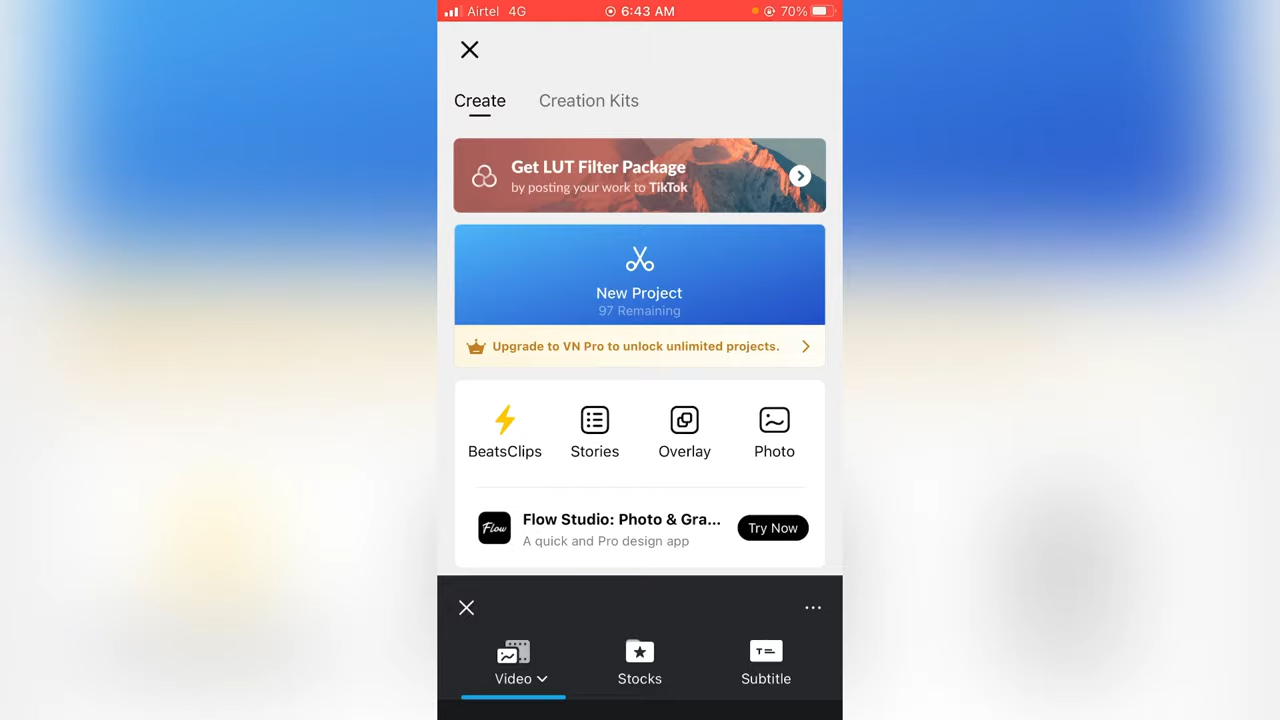 Airtel 4G 6:43 AM 70%
Create Creation Kits
Get LUT Filter Package
by posting your work to TikTok
New Project
97 Remaining
Upgrade to VN Pro to unlock unlimited projects.
BeatsClips Stories Overlay Photo
Flow
Flow Studio: Photo & Gra...
A quick and Pro design app
Try Now
Video Stocks Subtitle